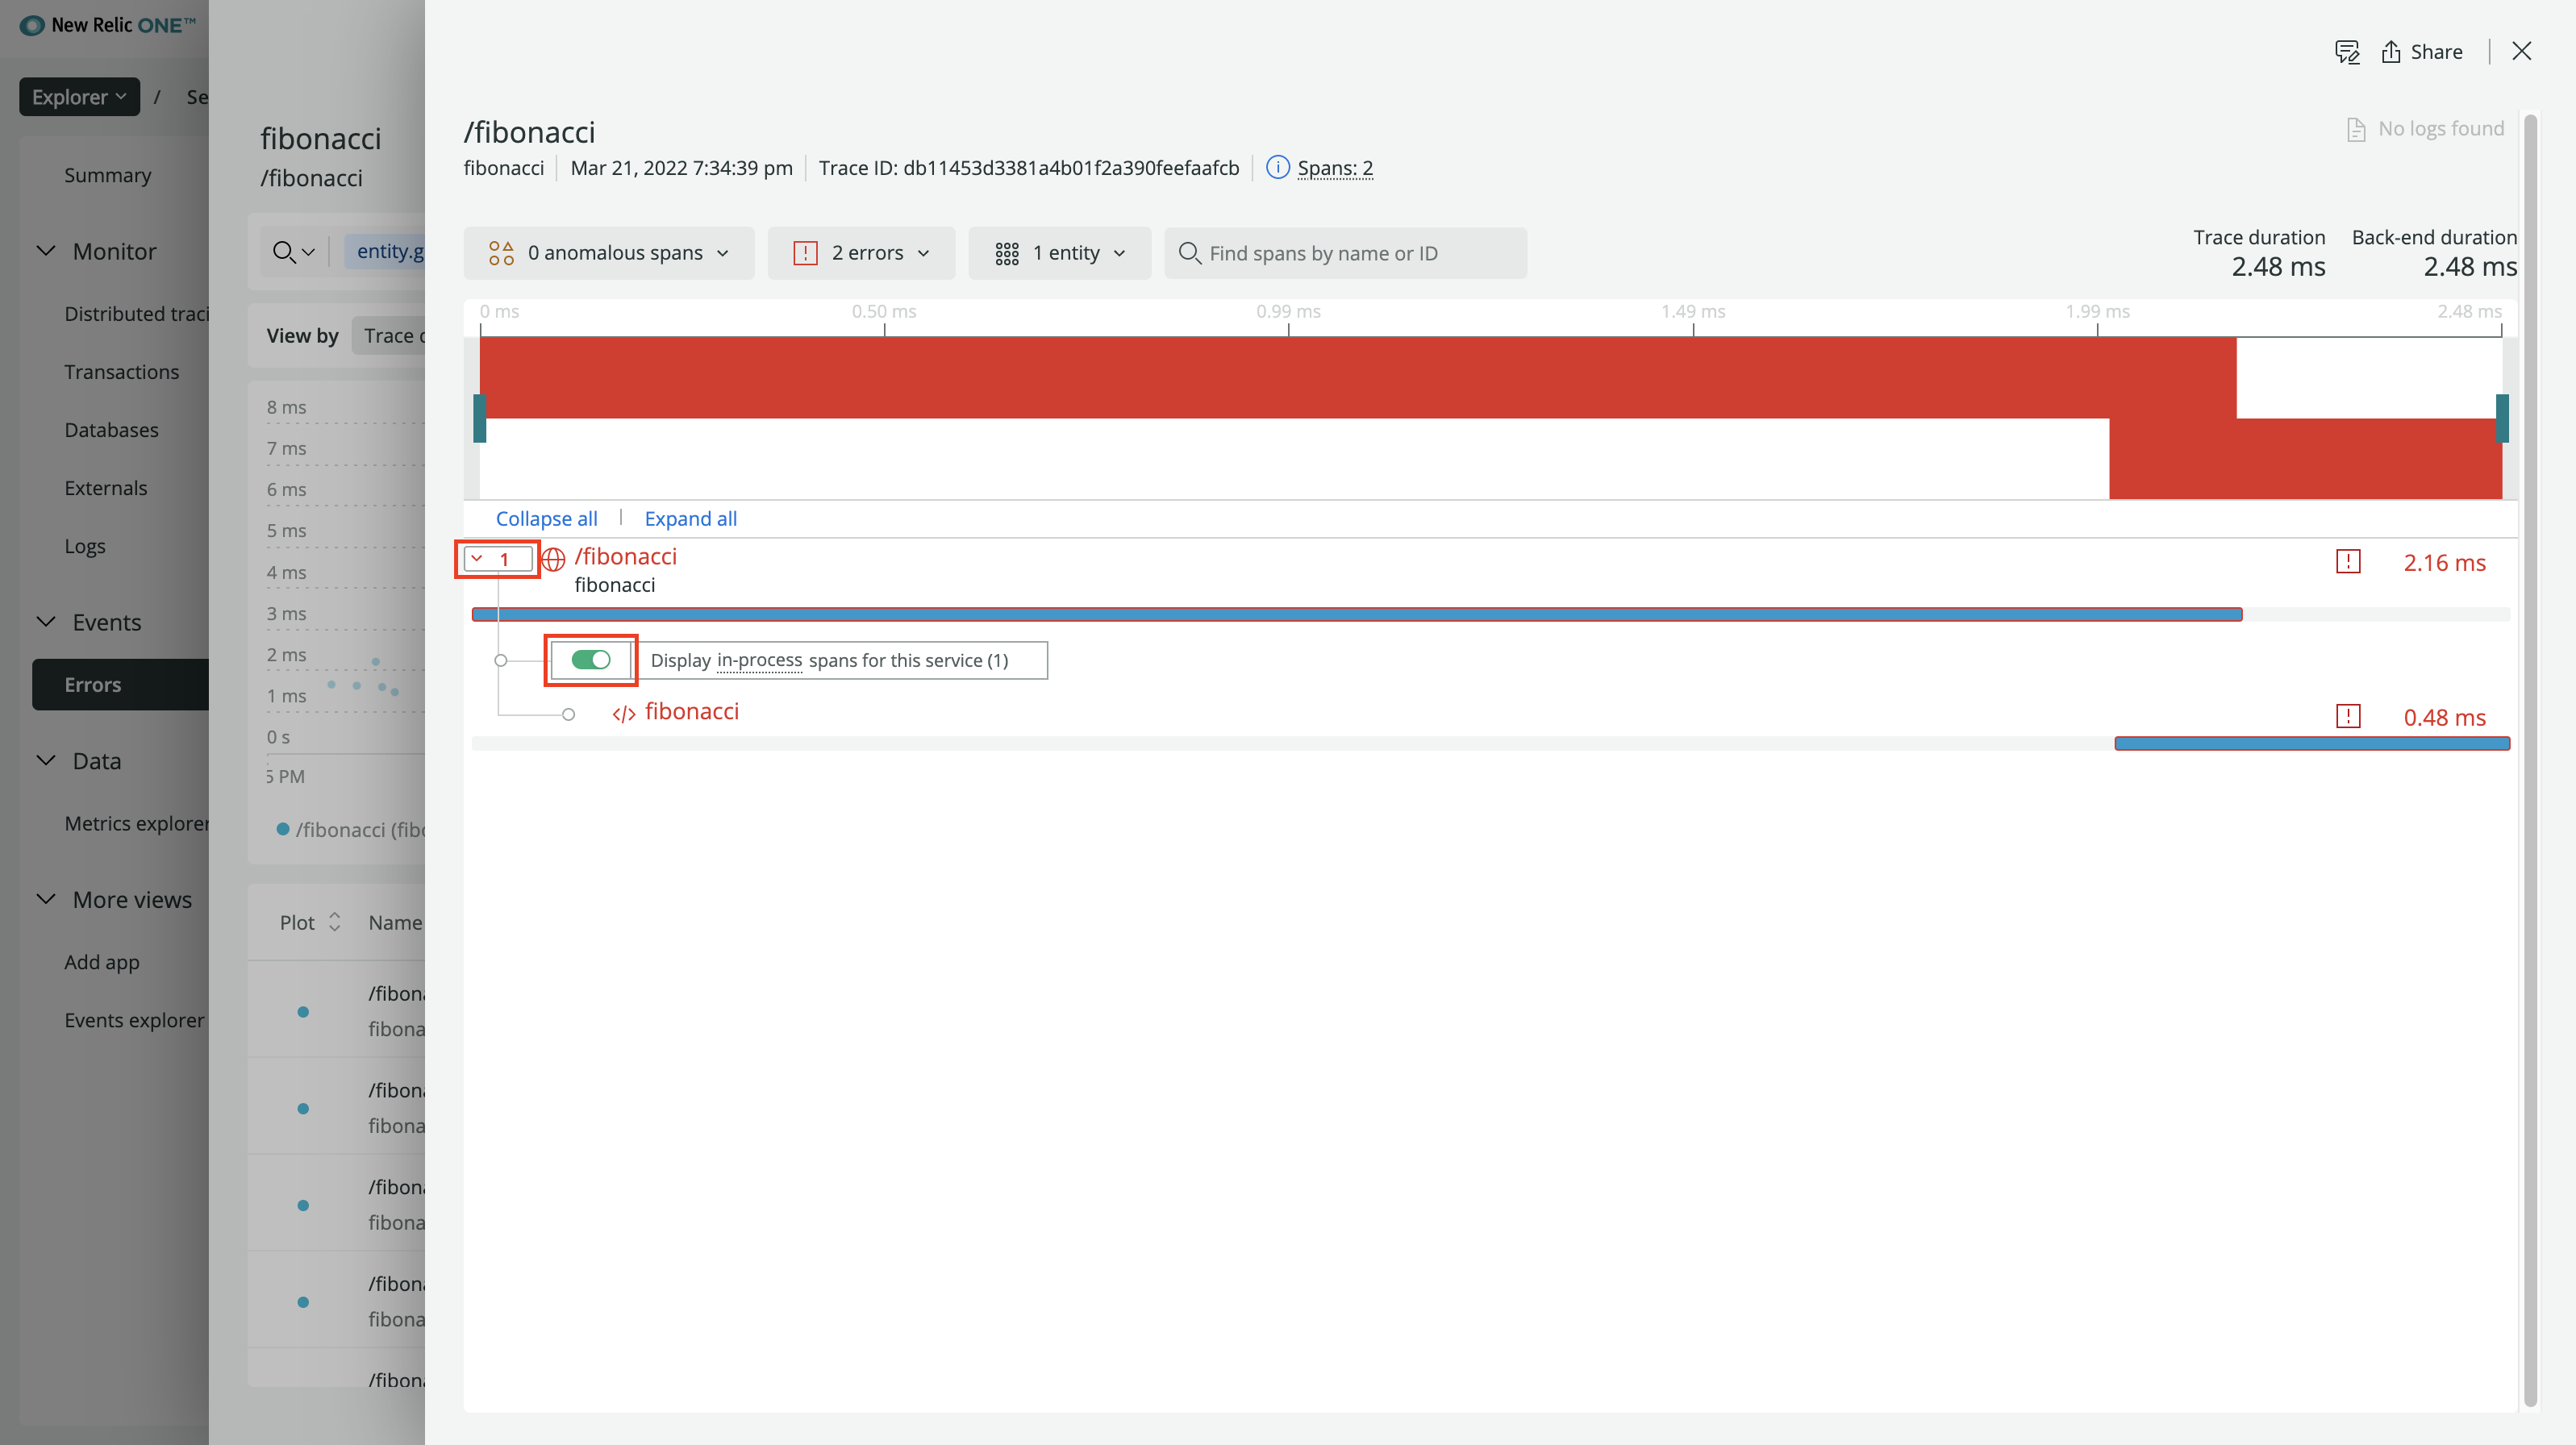 New Relic ONE™
Explorer / Se
Summary
Monitor
Distributed traci
Transactions
Databases
Externals
Logs
Events
Errors
Data
Metrics explorer
More views
Add app
Events explorer
fibonacci
/fibonacci
entity.g
View by Trace d
8 ms
7 ms
6 ms
5 ms
4 ms
3 ms
2 ms
1 ms
0 s
5 PM
/fibonacci (fibo
Plot Name
/fibona
fibona
/fibona
fibona
/fibona
fibona
/fibona
fibona
/fibona
Share
/fibonacci
No logs found
fibonacci Mar 21, 2022 7:34:39 pm Trace ID: db11453d3381a4b01f2a390feefaafcb Spans: 2
0 anomalous spans 2 errors 1 entity Find spans by name or ID
Trace duration Back-end duration
2.48 ms 2.48 ms
0 ms 0.50 ms 0.99 ms 1.49 ms 1.99 ms 2.48 ms
Collapse all Expand all
1 /fibonacci 2.16 ms
fibonacci
Display in-process spans for this service (1)
</> fibonacci 0.48 ms